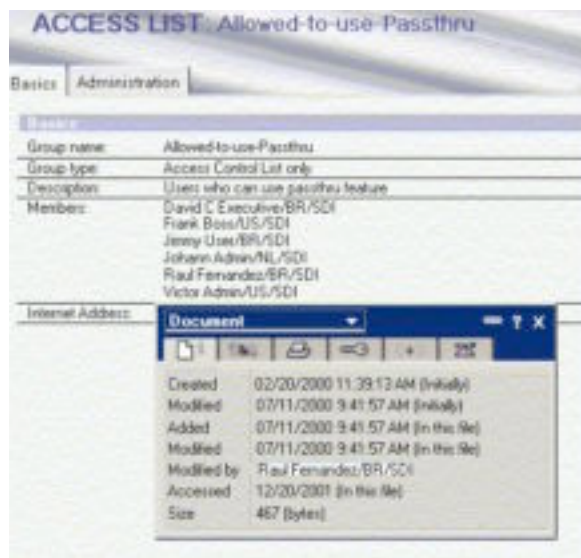 ACCESS LIST: Allowed-to-use-Passthru
Basics Administration
Basics
Group name: Allowed-to-use-Passthru
Group type: Access Control List only
Description: Users who can use passthru feature
Members: David C Executive/BR/SDI
Frank Boss/US/SDI
Jenny User/BR/SDI
Johann Admin/NL/SDI
Raul Fernandez/BR/SDI
Victor Admin/US/SDI
Internet Address:
Document ? X
Created 02/20/2000 11:39:13 AM (Initially)
Modified 07/11/2000 9:41:57 AM (Initially)
Added 07/11/2000 9:41:57 AM (In this file)
Modified 07/11/2000 9:41:57 AM (In this file)
Modified by Raul Fernandez/BR/SDI
Accessed 12/20/2001 (In this file)
Size 467 (bytes)